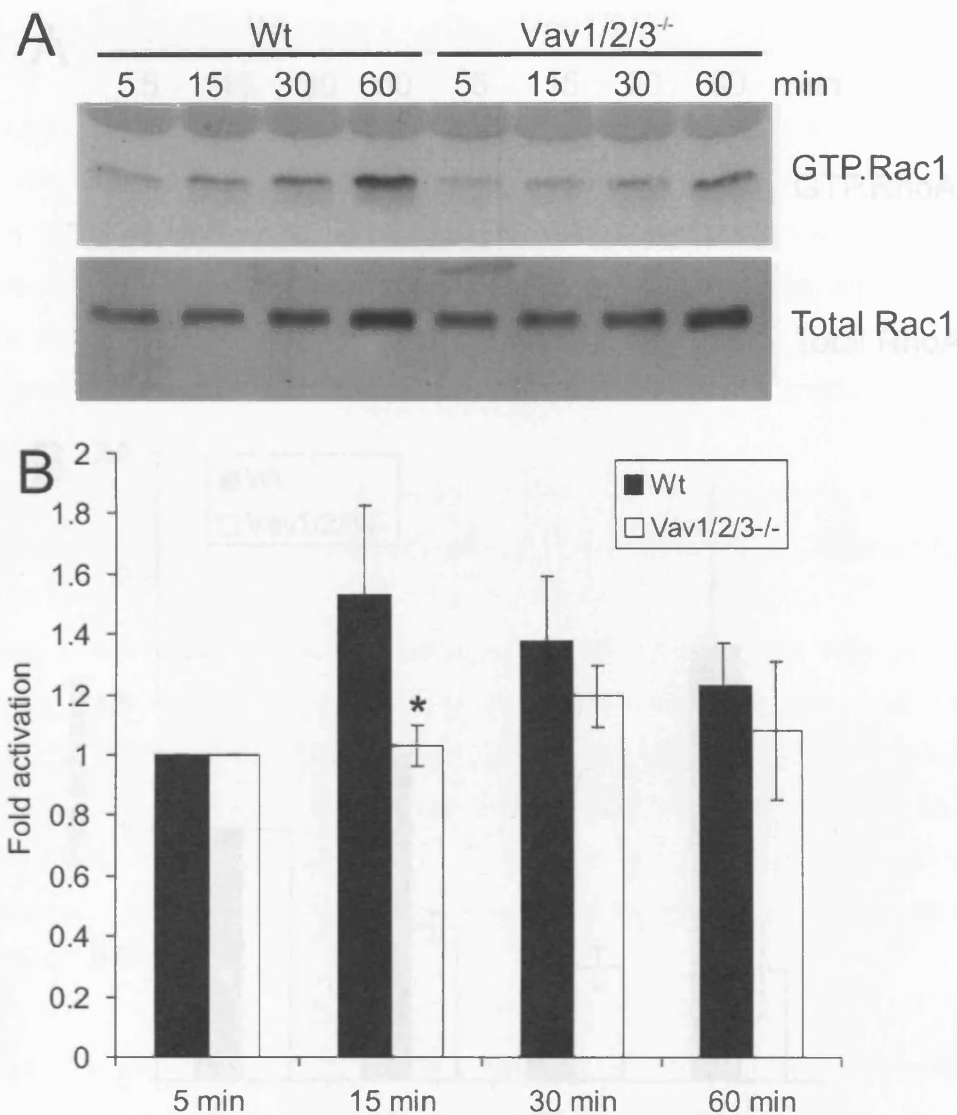 A
Wt Vav1/2/3-/-
5 15 30 60 5 15 30 60 min
GTP.Rac1
Total Rac1
B
2
1.8
1.6
1.4
1.2
1
0.8
0.6
0.4
0.2
0
Fold activation
Wt
Vav1/2/3-/-
*
5 min 15 min 30 min 60 min